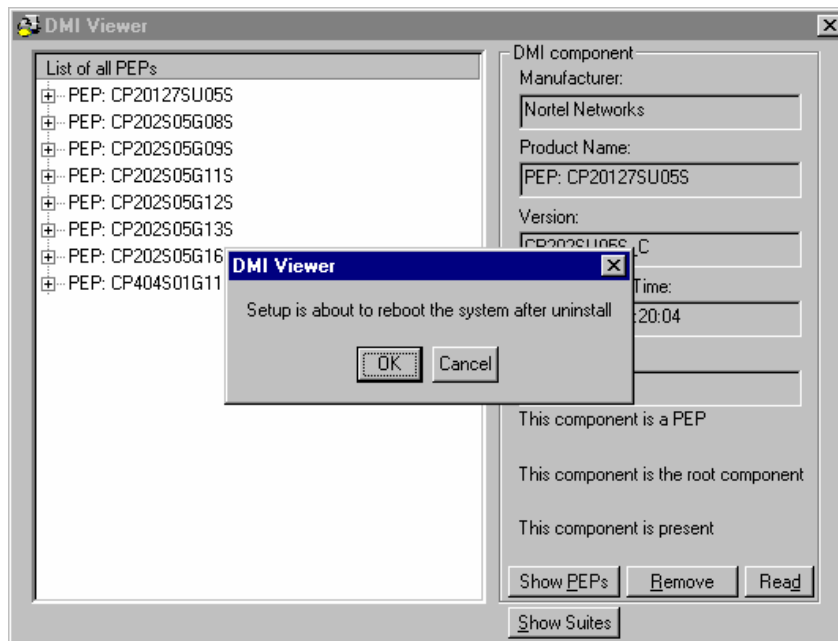 DMI Viewer
List of all PEPs
PEP: CP20127SU05S
PEP: CP202S05G08S
PEP: CP202S05G09S
PEP: CP202S05G11S
PEP: CP202S05G12S
PEP: CP202S05G13S
PEP: CP202S05G16
PEP: CP404S01G11
DMI component
Manufacturer:
Nortel Networks
Product Name:
PEP: CP20127SU05S
Version:
CP202SU05S_C
Time:
:20:04
This component is a PEP
This component is the root component
This component is present
Show PEPs
Remove
Read
Show Suites
DMI Viewer
Setup is about to reboot the system after uninstall
OK
Cancel